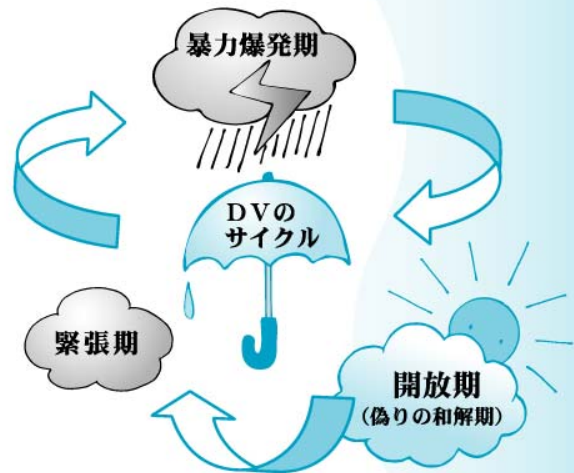 暴力爆発期
DVの
サイクル
緊張期
開放期
（偽りの和解期）